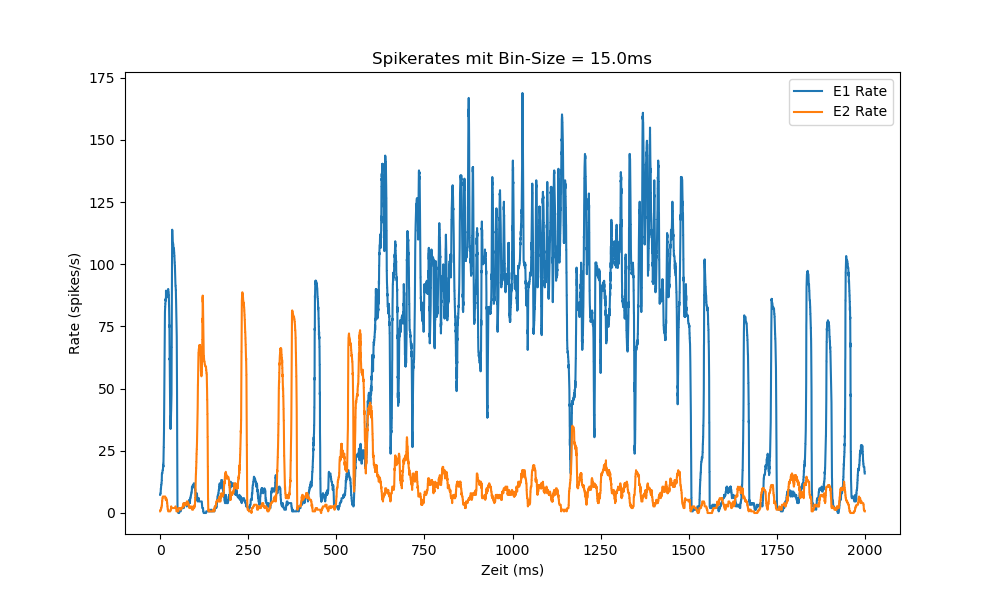 Spikerates mit Bin-Size = 15.0ms
E1 Rate
E2 Rate
Rate (spikes/s)
175
150
125
100
75
50
25
0
0 250 500 750 1000 1250 1500 1750 2000
Zeit (ms)